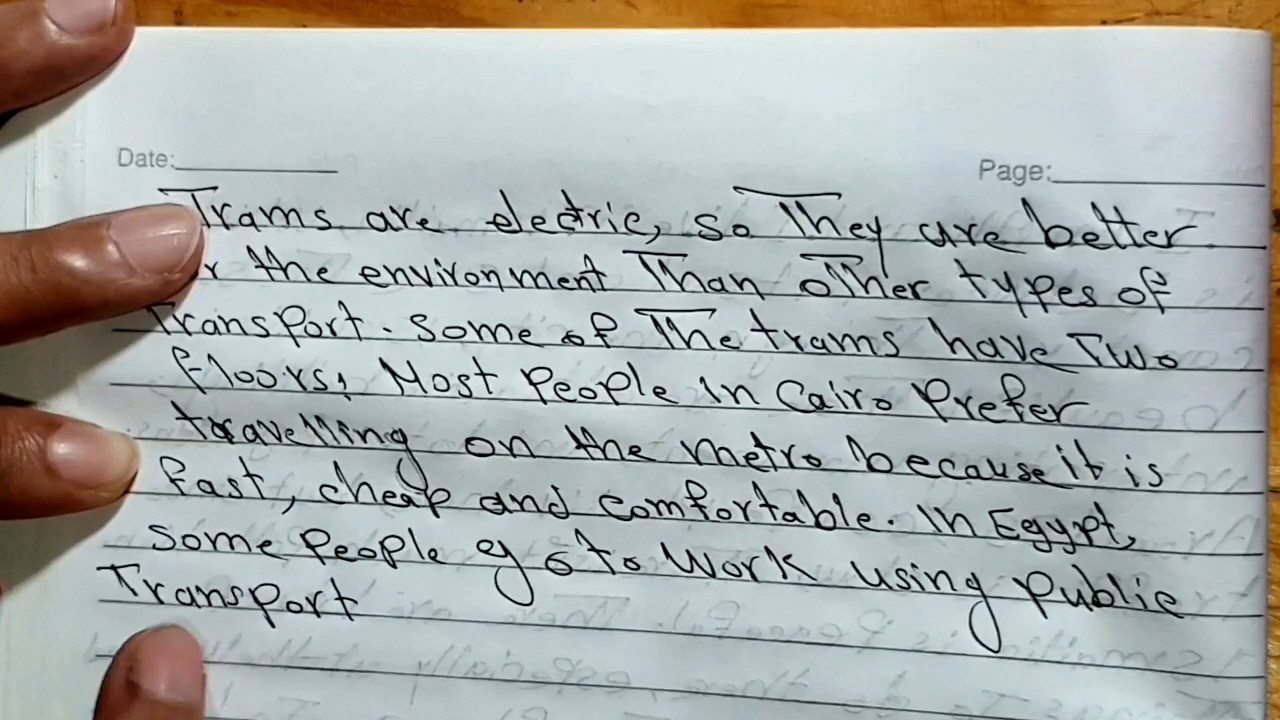 Date: Page:
Trams are electric, so They are better
r the environment Than other types of
Transport. some of The trams have Two
floors, Most People in Cairo Prefer
travelling on the metro because it is
fast, cheap and comfortable. In Egypt,
some People go to work using public
Transport